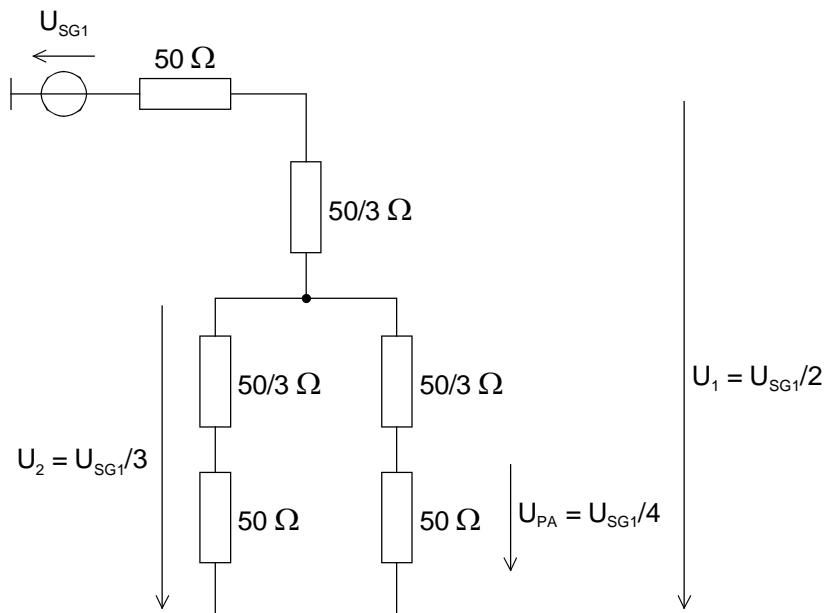 U_SG1
50 Ω
50/3 Ω
50/3 Ω
50/3 Ω
U_1 = U_SG1/2
U_2 = U_SG1/3
50 Ω
50 Ω
U_PA = U_SG1/4